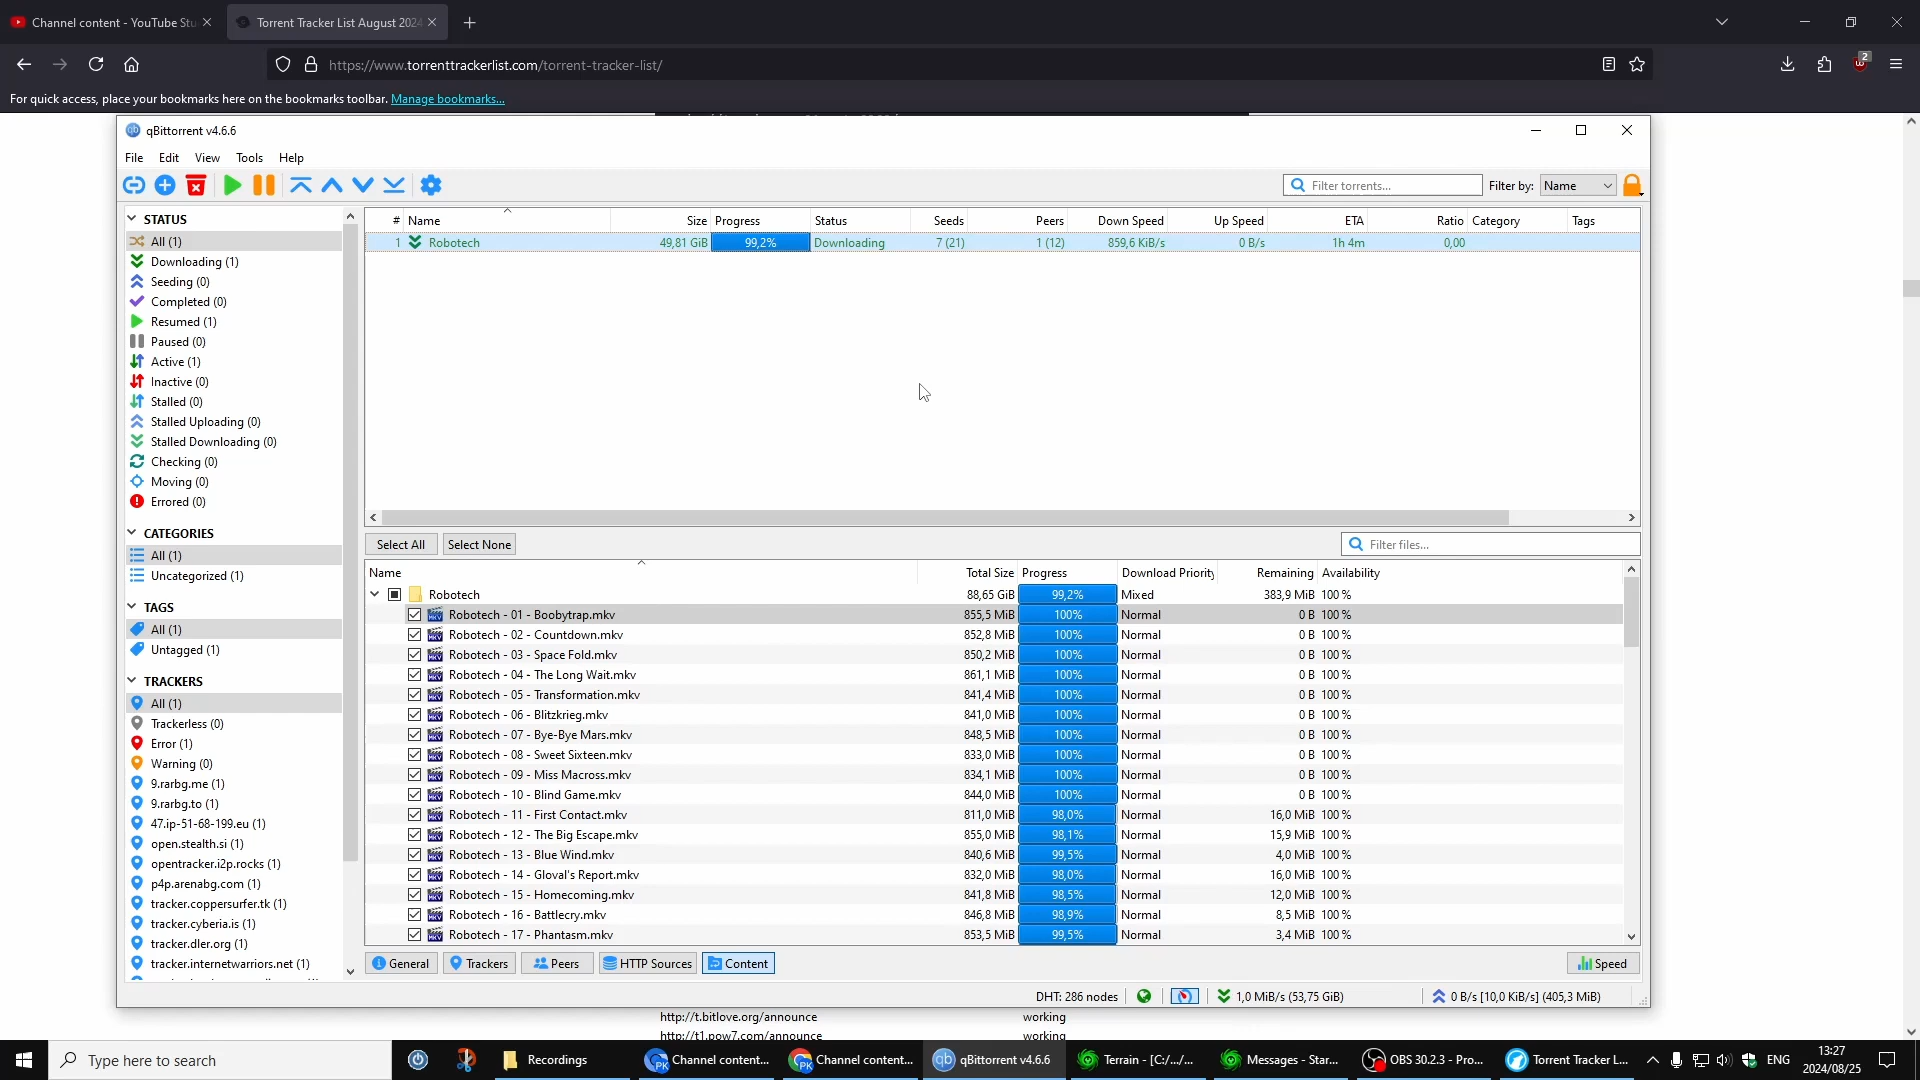 Channel content - YouTube Stu
Torrent Tracker List August 2024
https://www.torrenttrackerlist.com/torrent-tracker-list/
2
For quick access, place your bookmarks here on the bookmarks toolbar. Manage bookmarks...
qBittorrent v4.6.6
File Edit View Tools Help
Filter torrents... Filter by: Name
STATUS
All (1)
Downloading (1)
Seeding (0)
Completed (0)
Resumed (1)
Paused (0)
Active (1)
Inactive (0)
Stalled (0)
Stalled Uploading (0)
Stalled Downloading (0)
Checking (0)
Moving (0)
Errored (0)
CATEGORIES
All (1)
Uncategorized (1)
TAGS
All (1)
Untagged (1)
TRACKERS
All (1)
Trackerless (0)
Error (1)
Warning (0)
9.rarbg.me (1)
9.rarbg.to (1)
47.ip-51-68-199.eu (1)
open.stealth.si (1)
opentracker.i2p.rocks (1)
p4p.arenabg.com (1)
tracker.coppersurfer.tk (1)
tracker.cyberia.is (1)
tracker.dler.org (1)
tracker.internetwarriors.net (1)
# Name Size Progress Status Seeds Peers Down Speed Up Speed ETA Ratio Category Tags
1 Robotech 49,81 GiB 99,2% Downloading 7 (21) 1 (12) 859,6 KiB/s 0 B/s 1h 4m 0,00
Select All Select None Filter files...
Name Total Size Progress Download Priority Remaining Availability
Robotech 88,65 GiB 99,2% Mixed 383,9 MiB 100 %
Robotech - 01 - Boobytrap.mkv 855,5 MiB 100% Normal 0 B 100 %
Robotech - 02 - Countdown.mkv 852,8 MiB 100% Normal 0 B 100 %
Robotech - 03 - Space Fold.mkv 850,2 MiB 100% Normal 0 B 100 %
Robotech - 04 - The Long Wait.mkv 861,1 MiB 100% Normal 0 B 100 %
Robotech - 05 - Transformation.mkv 841,4 MiB 100% Normal 0 B 100 %
Robotech - 06 - Blitzkrieg.mkv 841,0 MiB 100% Normal 0 B 100 %
Robotech - 07 - Bye-Bye Mars.mkv 848,5 MiB 100% Normal 0 B 100 %
Robotech - 08 - Sweet Sixteen.mkv 833,0 MiB 100% Normal 0 B 100 %
Robotech - 09 - Miss Macross.mkv 834,1 MiB 100% Normal 0 B 100 %
Robotech - 10 - Blind Game.mkv 844,0 MiB 100% Normal 0 B 100 %
Robotech - 11 - First Contact.mkv 811,0 MiB 98,0% Normal 16,0 MiB 100 %
Robotech - 12 - The Big Escape.mkv 855,0 MiB 98,1% Normal 15,9 MiB 100 %
Robotech - 13 - Blue Wind.mkv 840,6 MiB 99,5% Normal 4,0 MiB 100 %
Robotech - 14 - Gloval's Report.mkv 832,0 MiB 98,0% Normal 16,0 MiB 100 %
Robotech - 15 - Homecoming.mkv 841,8 MiB 98,5% Normal 12,0 MiB 100 %
Robotech - 16 - Battlecry.mkv 846,8 MiB 98,9% Normal 8,5 MiB 100 %
Robotech - 17 - Phantasm.mkv 853,5 MiB 99,5% Normal 3,4 MiB 100 %
General Trackers Peers HTTP Sources Content Speed
DHT: 286 nodes 1,0 MiB/s (53,75 GiB) 0 B/s [10,0 KiB/s] (405,3 MiB)
http://t.bitlove.org/announce working
http://t1.pow7.com/announce working
Type here to search
Recordings
Channel content...
Channel content...
qBittorrent v4.6.6
Terrain - [C:/.../...
Messages - Star...
OBS 30.2.3 - Pro...
Torrent Tracker L...
ENG
13:27
2024/08/25